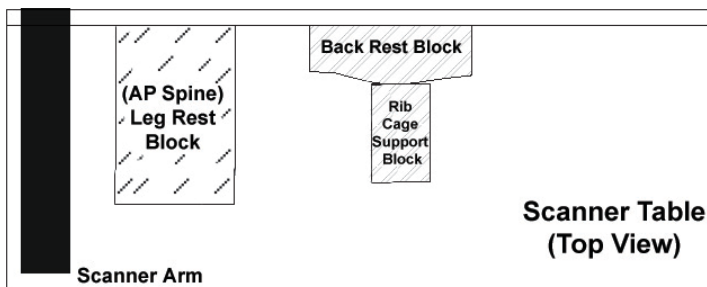 Back Rest Block
(AP Spine)
Leg Rest
Block
Rib
Cage
Support
Block
Scanner Table
(Top View)
Scanner Arm